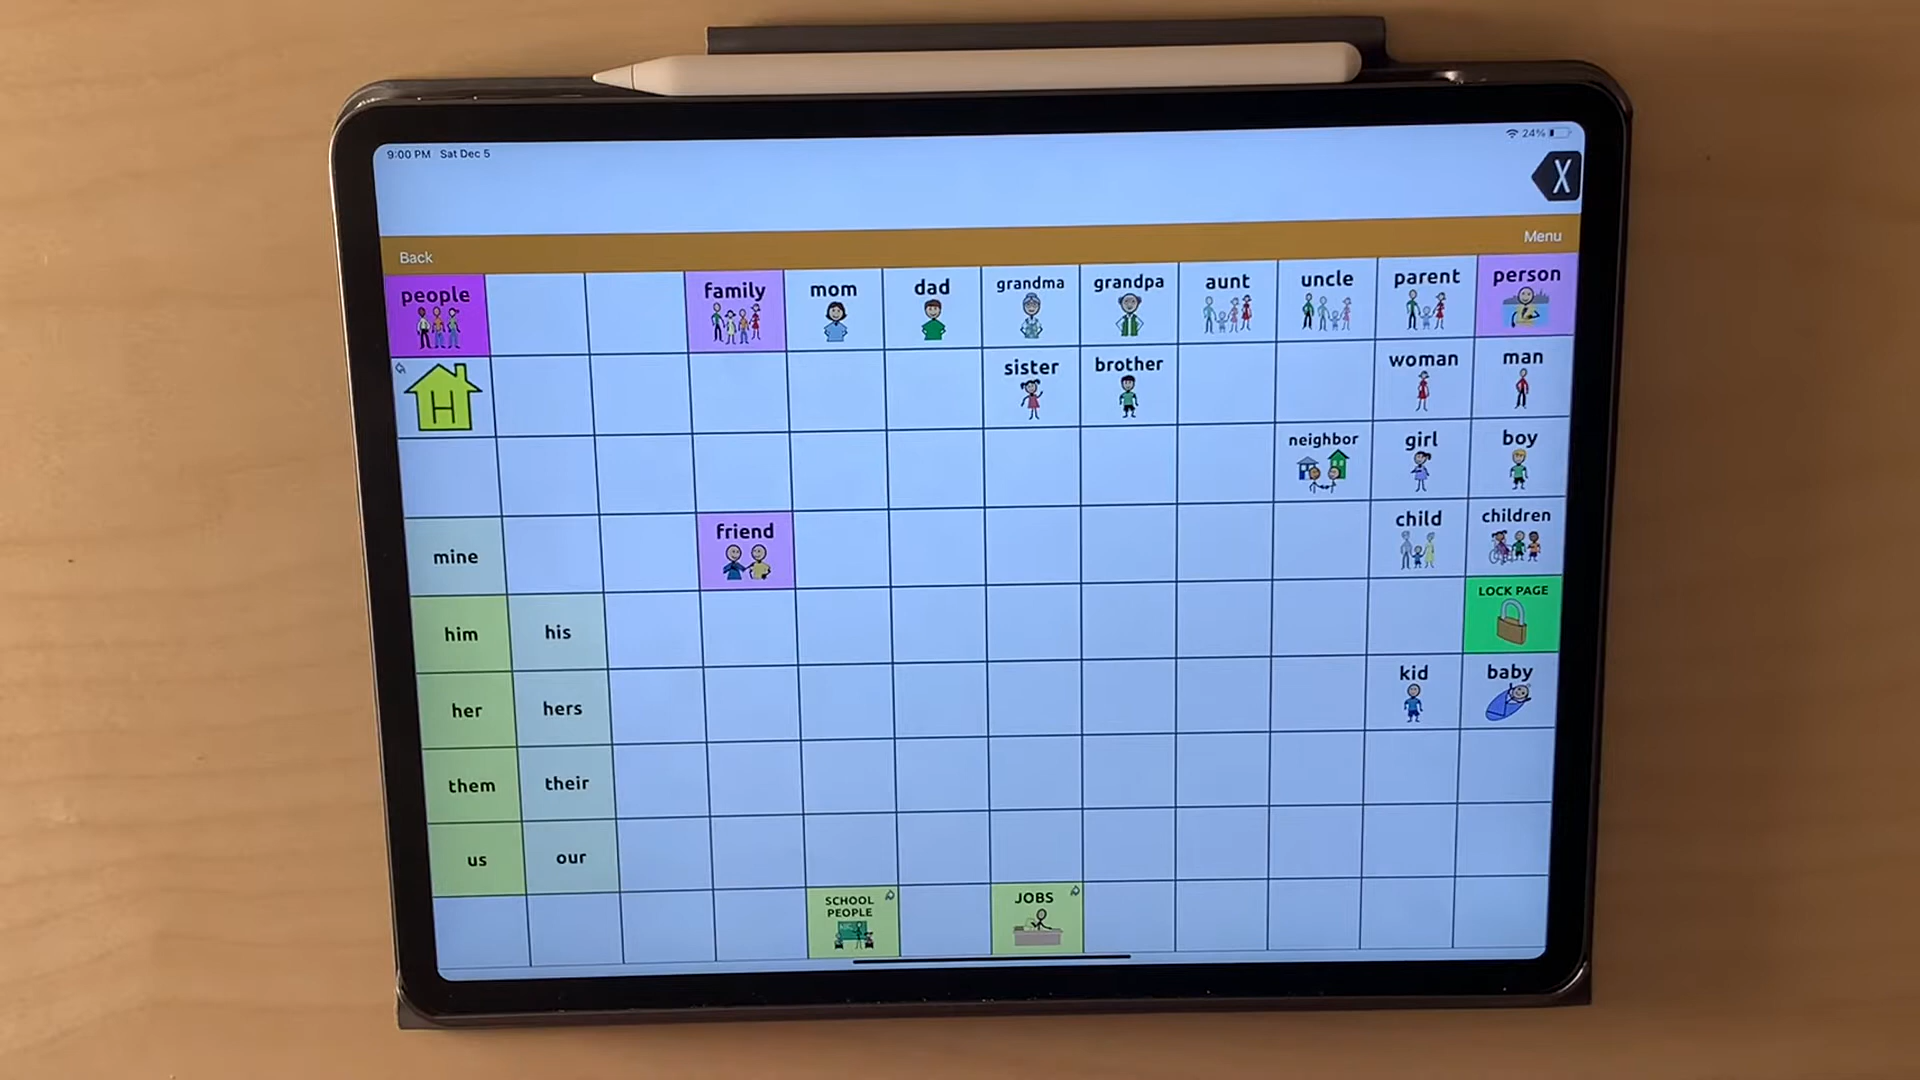 9:00 PM Sat Dec 5
24%
X
Back
Menu
people
family
mom
dad
grandma
grandpa
aunt
uncle
parent
person
H
sister
brother
woman
man
neighbor
girl
boy
mine
friend
child
children
him
his
LOCK PAGE
her
hers
kid
baby
them
their
us
our
SCHOOL
PEOPLE
JOBS